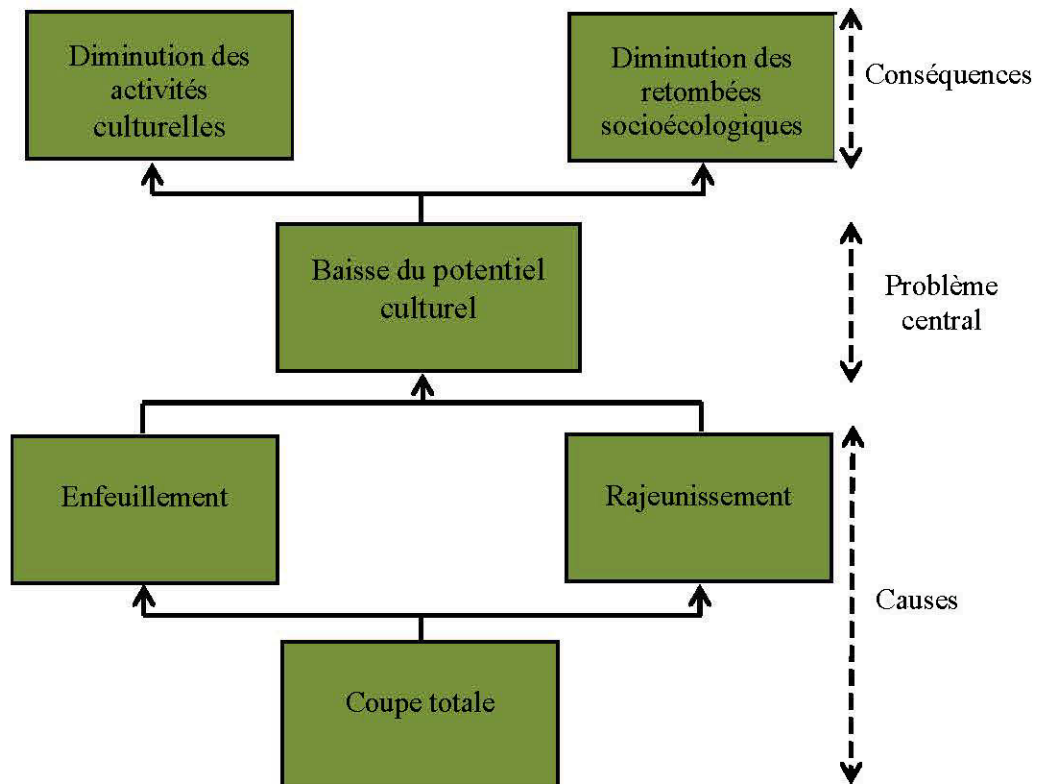 Diminution des
activités
culturelles
Diminution des
retombées
socioécologiques
Conséquences
Baisse du potentiel
culturel
Problème
central
Enfeuillement
Rajeunissement
Causes
Coupe totale